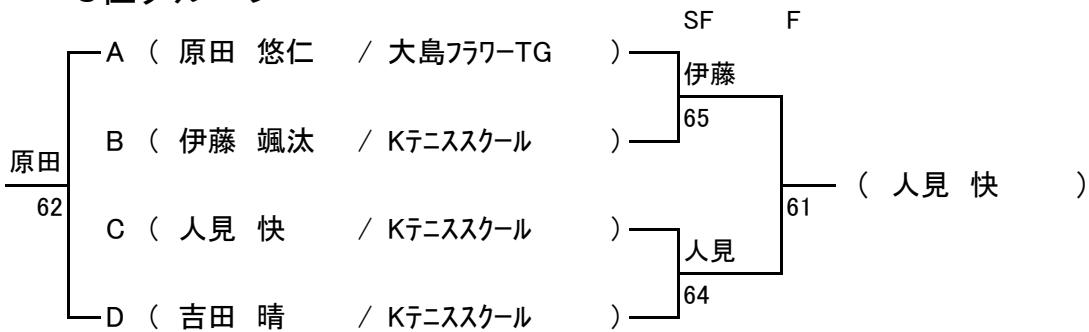 SF F
A ( 原田 悠仁 / 大島ﾌﾗﾜｰTG )
伊藤
65
B ( 伊藤 颯汰 / Kﾃﾆｽｽｸｰﾙ )
原田
62
( 人見 快 )
61
C ( 人見 快 / Kﾃﾆｽｽｸｰﾙ )
人見
64
D ( 吉田 晴 / Kﾃﾆｽｽｸｰﾙ )